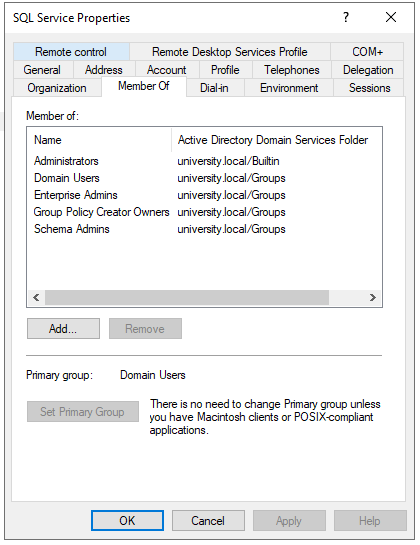 SQL Service Properties
?
Remote control Remote Desktop Services Profile COM+
General Address Account Profile Telephones Delegation
Organization Member Of Dial-in Environment Sessions
Member of:
Name Active Directory Domain Services Folder
Administrators university.local/Builtin
Domain Users university.local/Groups
Enterprise Admins university.local/Groups
Group Policy Creator Owners university.local/Groups
Schema Admins university.local/Groups
Add... Remove
Primary group: Domain Users
Set Primary Group
There is no need to change Primary group unless
you have Macintosh clients or POSIX-compliant
applications.
OK Cancel Apply Help